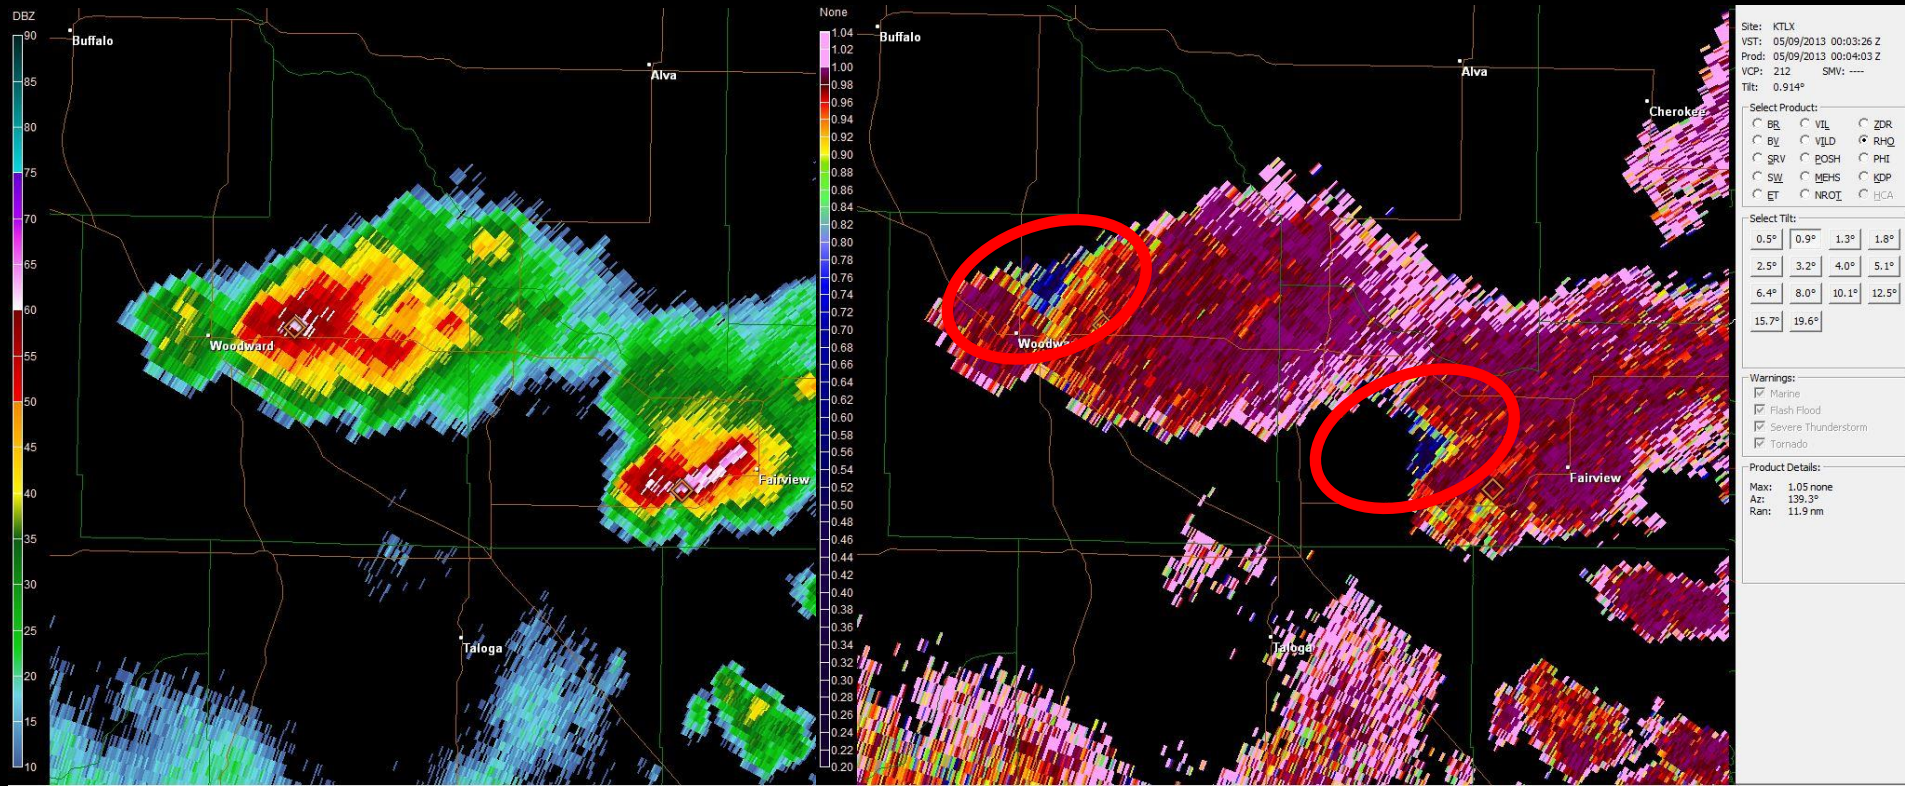 DBZ
90
85
80
75
70
65
60
55
50
45
40
35
30
25
20
15
10
Buffalo
Alva
Woodward
Fairview
Taloga
None
1.04
1.02
1.00
0.98
0.96
0.94
0.92
0.90
0.88
0.86
0.84
0.82
0.80
0.78
0.76
0.74
0.72
0.70
0.68
0.66
0.64
0.62
0.60
0.58
0.56
0.54
0.52
0.50
0.48
0.46
0.44
0.42
0.40
0.38
0.36
0.34
0.32
0.30
0.28
0.26
0.24
0.22
0.20
Buffalo
Alva
Cherokee
Woodwa
Fairview
Taloga
Site: KTLX
VST: 05/09/2013 00:03:26 Z
Prod: 05/09/2013 00:04:03 Z
VCP: 212 SMV: ----
Tilt: 0.914°
Select Product:
BR VIL ZDR
BV VILD RHO
SRV POSH PHI
SW MEHS KDP
ET NROT HCA
Select Tilt:
0.5° 0.9° 1.3° 1.8°
2.5° 3.2° 4.0° 5.1°
6.4° 8.0° 10.1° 12.5°
15.7° 19.6°
Warnings:
Marine
Flash Flood
Severe Thunderstorm
Tornado
Product Details:
Max: 1.05 none
Az: 139.3°
Ran: 11.9 nm